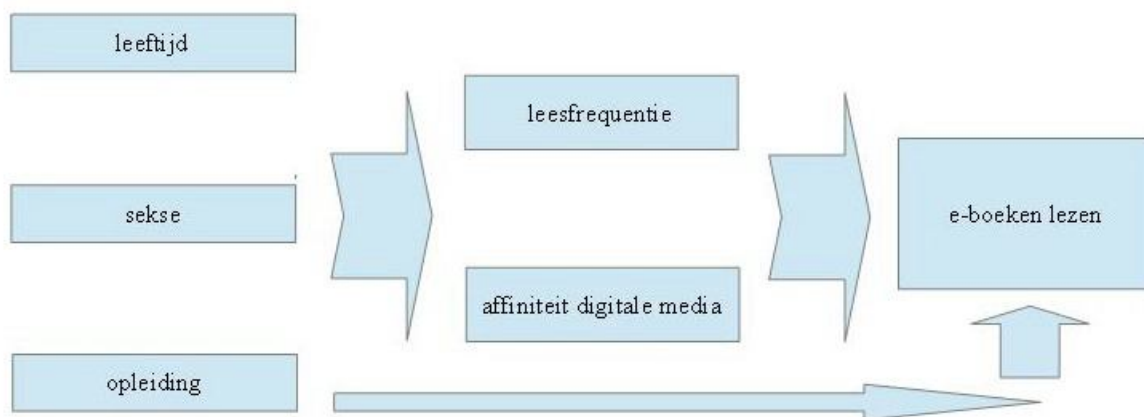 leeftijd
sekse
opleiding
leesfrequentie
affiniteit digitale media
e-boeken lezen